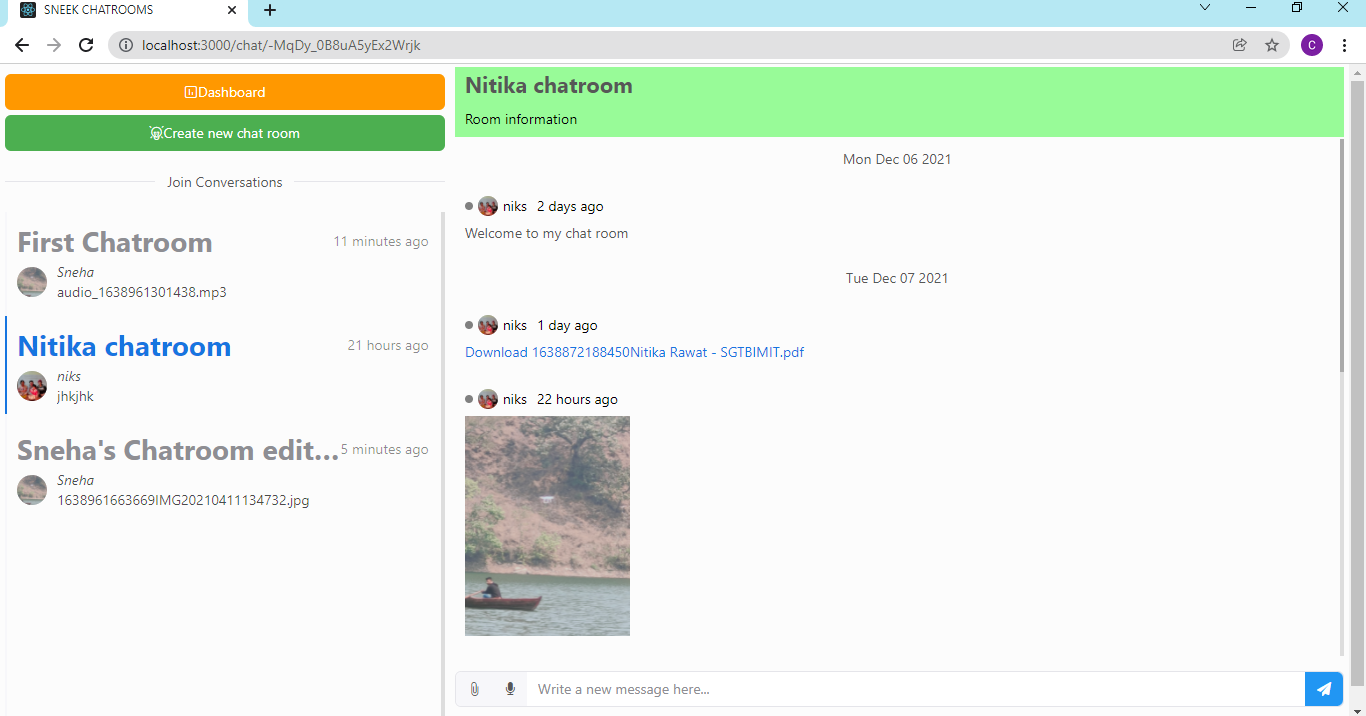 SNEEK CHATROOMS
localhost:3000/chat/-MqDy_0B8uA5yEx2Wrjk
C
Dashboard
Create new chat room
Join Conversations
First Chatroom
11 minutes ago
Sneha
audio_1638961301438.mp3
Nitika chatroom
21 hours ago
niks
jhkjhk
Sneha's Chatroom edit...
5 minutes ago
Sneha
1638961663669IMG20210411134732.jpg
Nitika chatroom
Room information
Mon Dec 06 2021
niks 2 days ago
Welcome to my chat room
Tue Dec 07 2021
niks 1 day ago
Download 1638872188450Nitika Rawat - SGTBIMIT.pdf
niks 22 hours ago
Write a new message here...